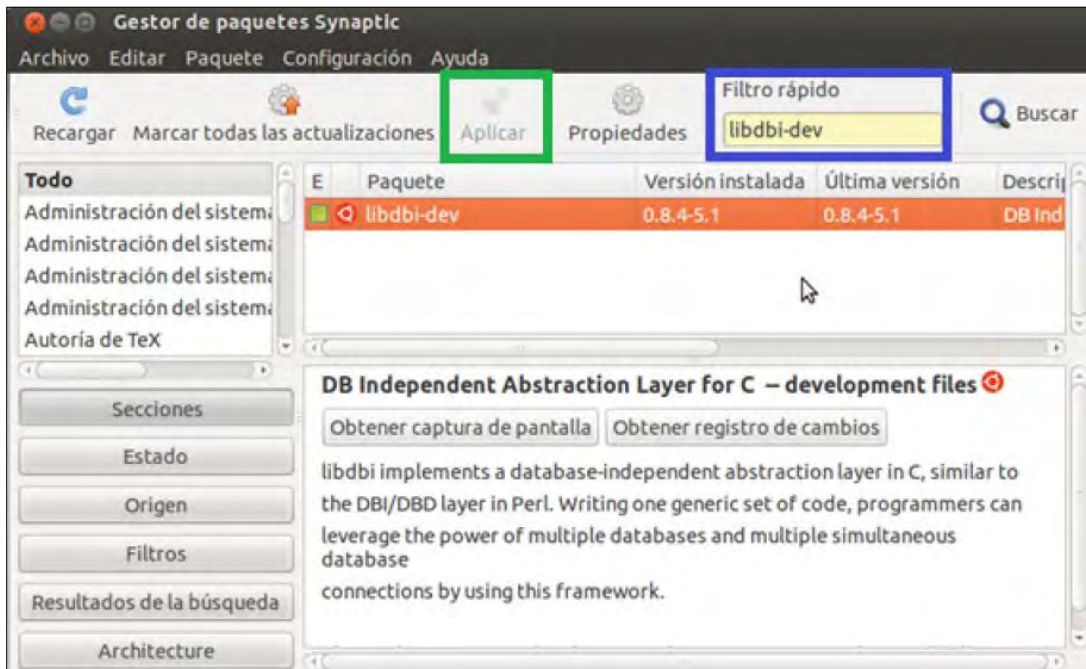 Gestor de paquetes Synaptic
Archivo Editar Paquete Configuración Ayuda
Recargar Marcar todas las actualizaciones Aplicar Propiedades
Filtro rápido
libdbi-dev
Buscar
Todo
Administración del sistema
Administración del sistema
Administración del sistema
Administración del sistema
Autoría de TeX
Secciones
Estado
Origen
Filtros
Resultados de la búsqueda
Architecture
E Paquete Versión instalada Última versión Descrip
libdbi-dev 0.8.4-5.1 0.8.4-5.1 DB Ind
DB Independent Abstraction Layer for C – development files
Obtener captura de pantalla Obtener registro de cambios
libdbi implements a database-independent abstraction layer in C, similar to
the DBI/DBD layer in Perl. Writing one generic set of code, programmers can
leverage the power of multiple databases and multiple simultaneous
database
connections by using this framework.